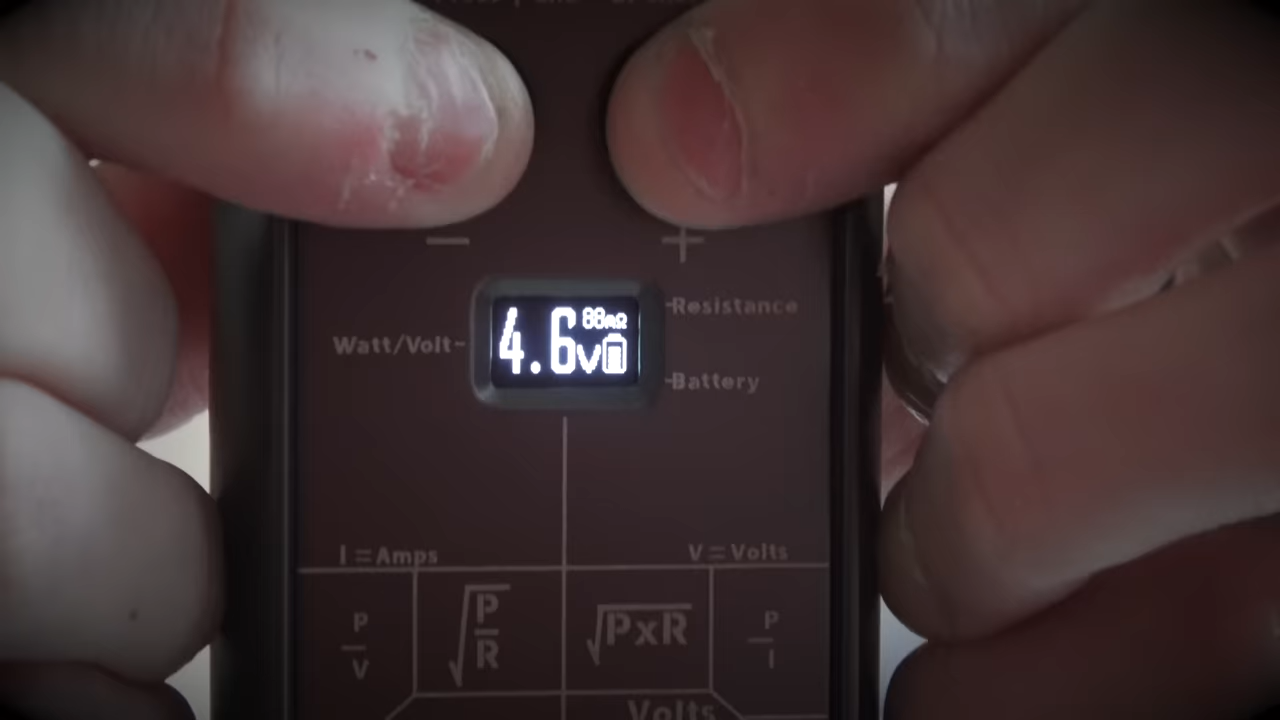 − +
Watt/Volt-
4.6V
88mΩ
-Resistance
-Battery
I=Amps
V=Volts
P
V
√P
R
√PxR
P
I
Volts